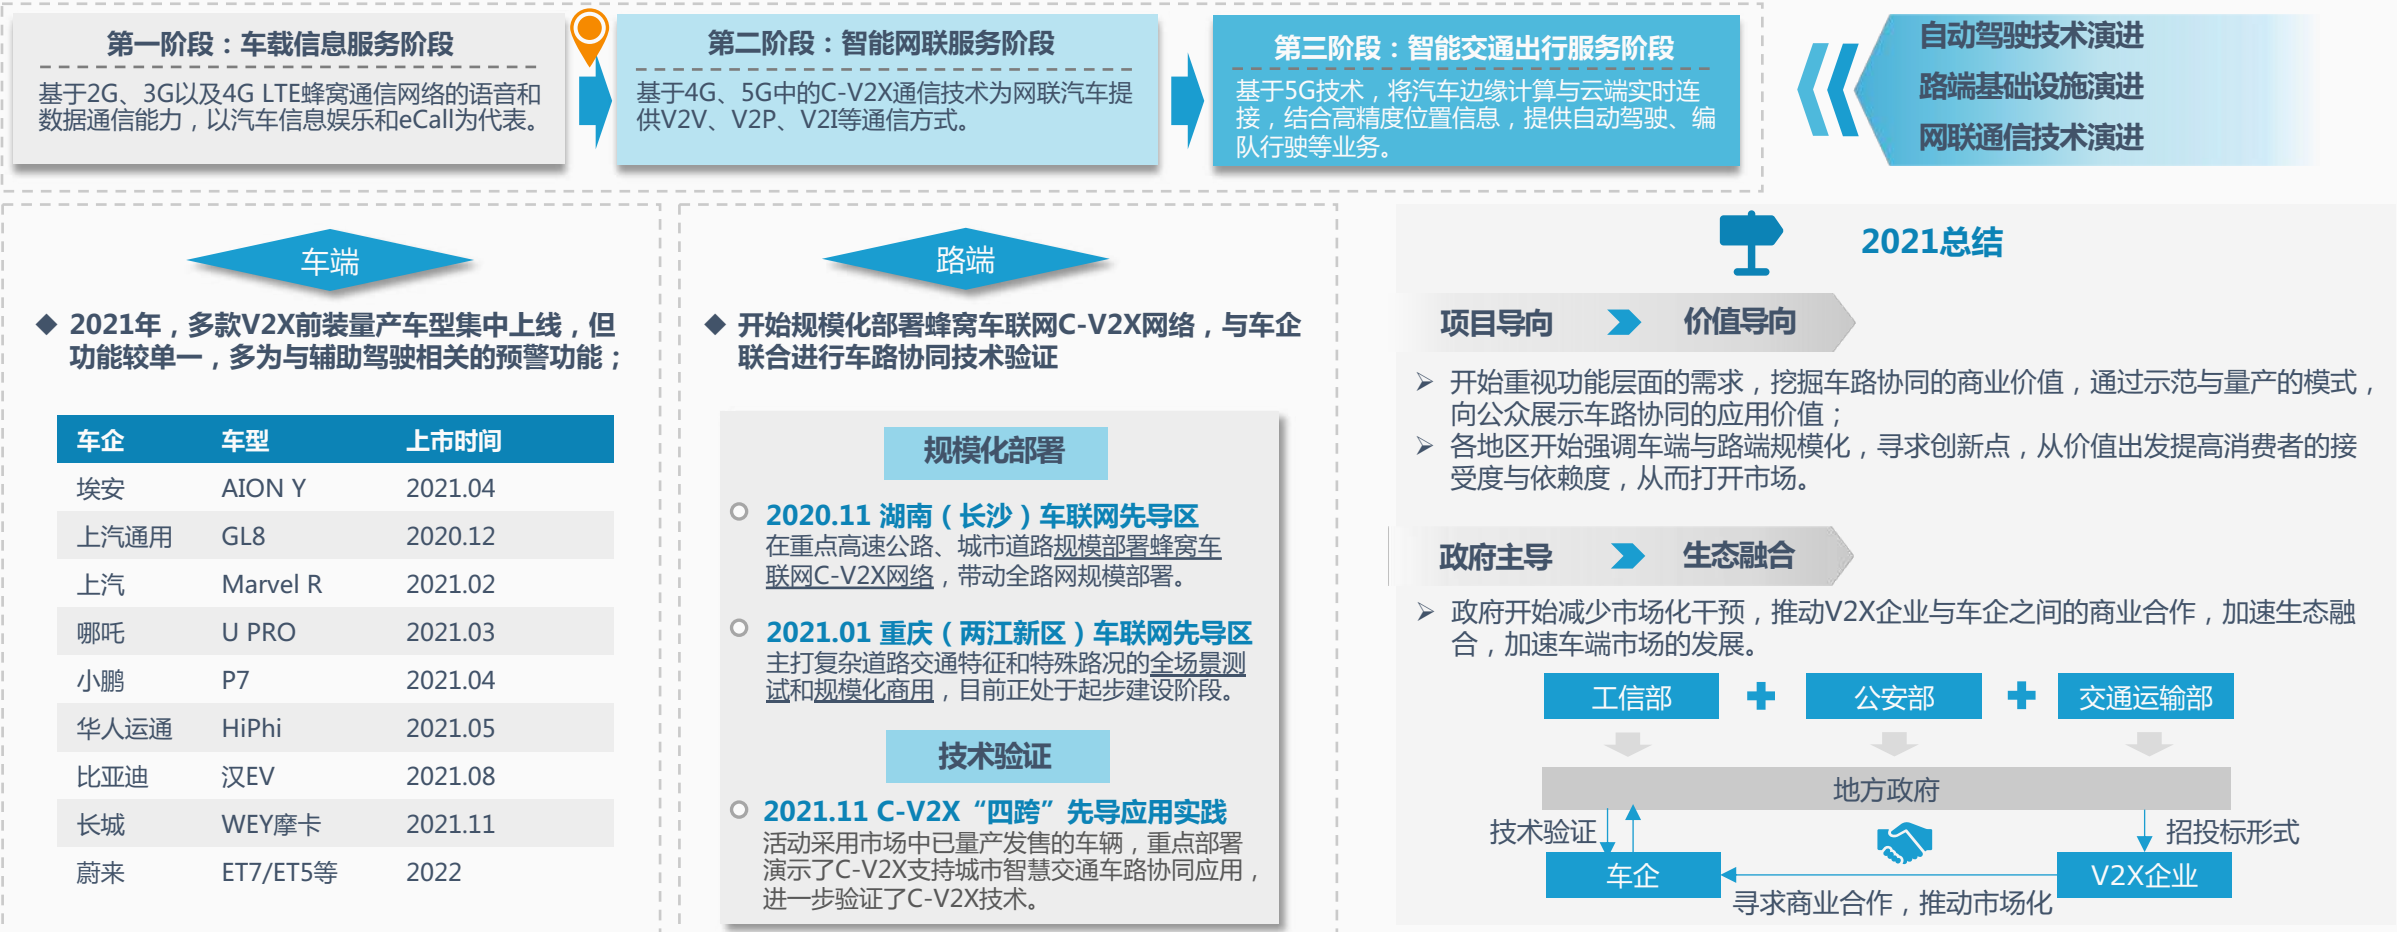 第一阶段：车载信息服务阶段
基于2G、3G以及4G LTE蜂窝通信网络的语音和
数据通信能力，以汽车信息娱乐和eCall为代表。
第二阶段：智能网联服务阶段
基于4G、5G中的C-V2X通信技术为网联汽车提
供V2V、V2P、V2I等通信方式。
第三阶段：智能交通出行服务阶段
基于5G技术，将汽车边缘计算与云端实时连
接，结合高精度位置信息，提供自动驾驶、编
队行驶等业务。
自动驾驶技术演进
路端基础设施演进
网联通信技术演进
车端
2021年，多款V2X前装量产车型集中上线，但
功能较单一，多为与辅助驾驶相关的预警功能；
车企 车型 上市时间
埃安 AION Y 2021.04
上汽通用 GL8 2020.12
上汽 Marvel R 2021.02
哪吒 U PRO 2021.03
小鹏 P7 2021.04
华人运通 HiPhi 2021.05
比亚迪 汉EV 2021.08
长城 WEY摩卡 2021.11
蔚来 ET7/ET5等 2022
路端
开始规模化部署蜂窝车联网C-V2X网络，与车企
联合进行车路协同技术验证
规模化部署
2020.11 湖南（长沙）车联网先导区
在重点高速公路、城市道路规模部署蜂窝车
联网C-V2X网络，带动全路网规模部署。
2021.01 重庆（两江新区）车联网先导区
主打复杂道路交通特征和特殊路况的全场景测
试和规模化商用，目前正处于起步建设阶段。
技术验证
2021.11 C-V2X“四跨”先导应用实践
活动采用市场中已量产发售的车辆，重点部署
演示了C-V2X支持城市智慧交通车路协同应用，
进一步验证了C-V2X技术。
2021总结
项目导向 价值导向
开始重视功能层面的需求，挖掘车路协同的商业价值，通过示范与量产的模式，
向公众展示车路协同的应用价值；
各地区开始强调车端与路端规模化，寻求创新点，从价值出发提高消费者的接
受度与依赖度，从而打开市场。
政府主导 生态融合
政府开始减少市场化干预，推动V2X企业与车企之间的商业合作，加速生态融
合，加速车端市场的发展。
工信部 公安部 交通运输部
地方政府
技术验证 招投标形式
车企 V2X企业
寻求商业合作，推动市场化